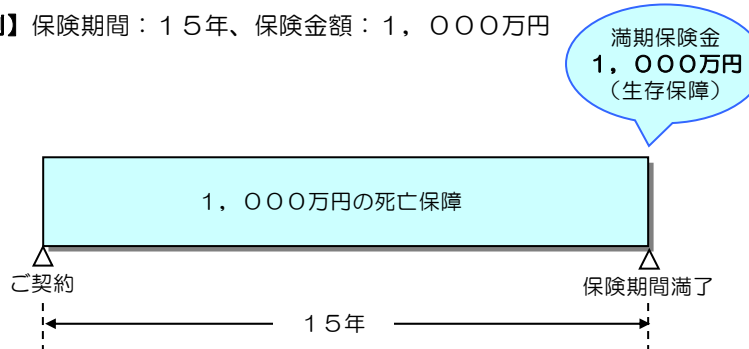 】保険期間：１５年、保険金額：１，０００万円
満期保険金
１，０００万円
（生存保障）
１，０００万円の死亡保障
ご契約
保険期間満了
１５年